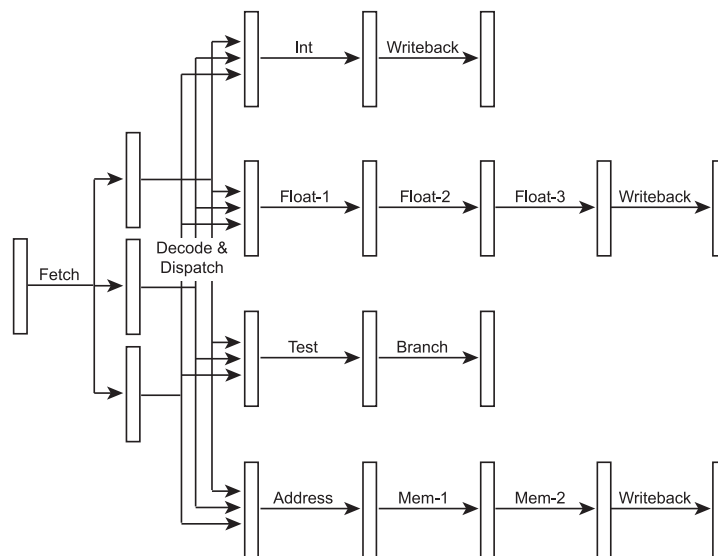 Int
Writeback
Float-1
Float-2
Float-3
Writeback
Decode &
Dispatch
Fetch
Test
Branch
Address
Mem-1
Mem-2
Writeback